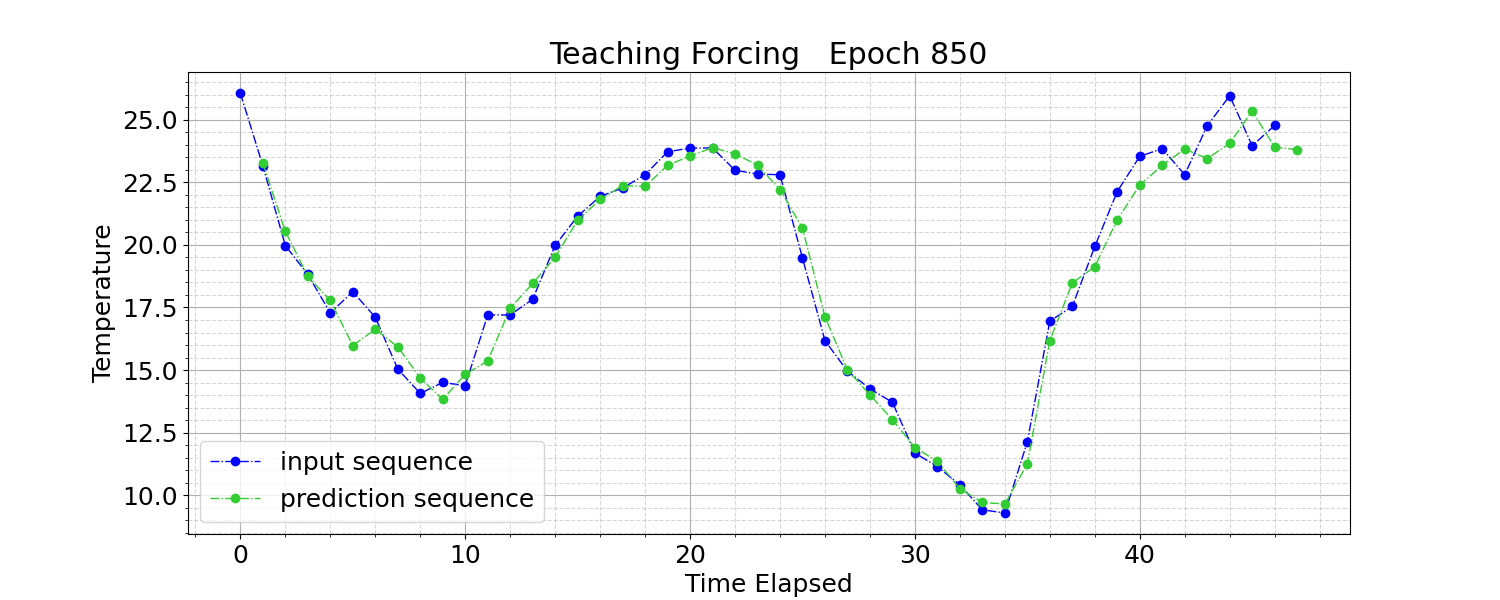 Teaching Forcing   Epoch 850
Temperature
25.0
22.5
20.0
17.5
15.0
12.5
10.0
input sequence
prediction sequence
0 10 20 30 40
Time Elapsed